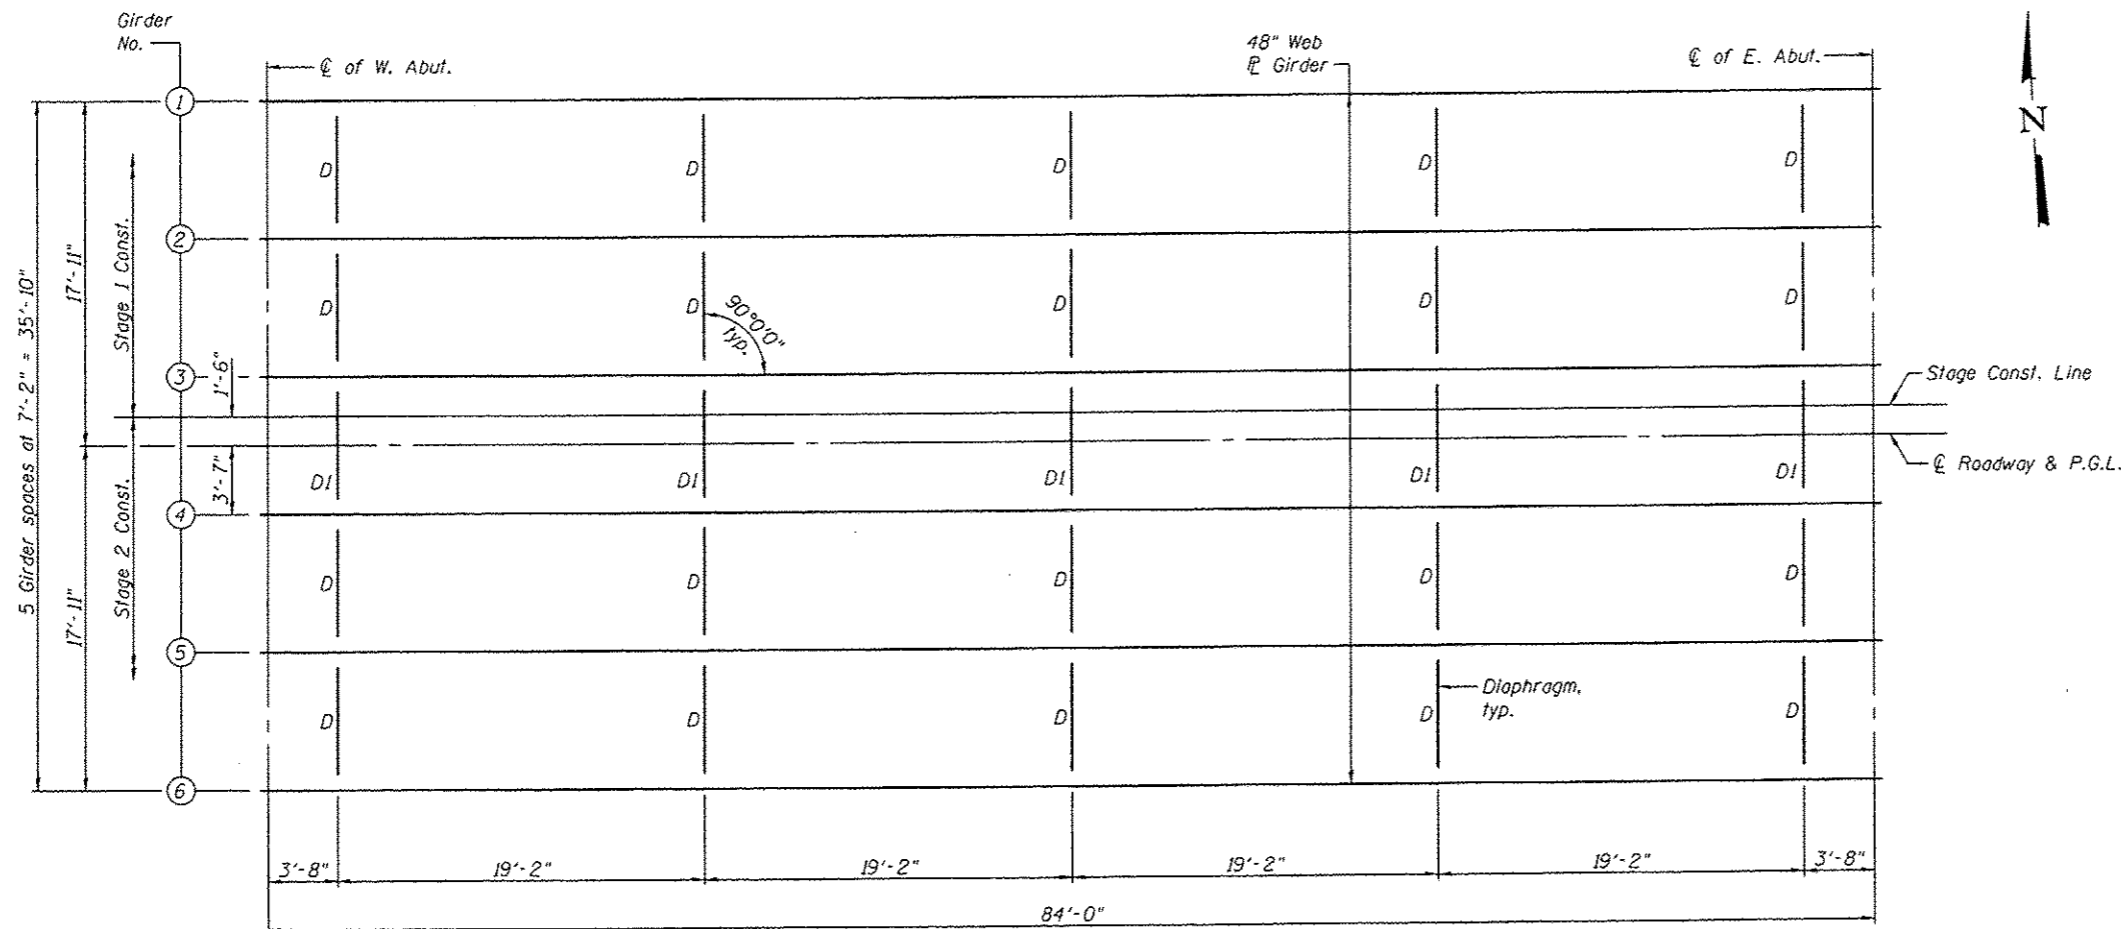 Girder
No.
℄ of W. Abut.
48" Web
℄ Girder
℄ of E. Abut.
N
1
D D D D D
2
D D D D D
90°0'0"
typ.
3
Stage Const. Line
℄ Roadway & P.G.L.
D1 D1 D1 D1 D1
4
D D D D D
5
D D D D D
Diaphragm,
typ.
6
5 Girder spaces at 7'-2" = 35'-10"
17'-11"
17'-11"
Stage 1 Const.
Stage 2 Const.
1'-6"
3'-7"
3'-8" 19'-2" 19'-2" 19'-2" 19'-2" 3'-8"
84'-0"